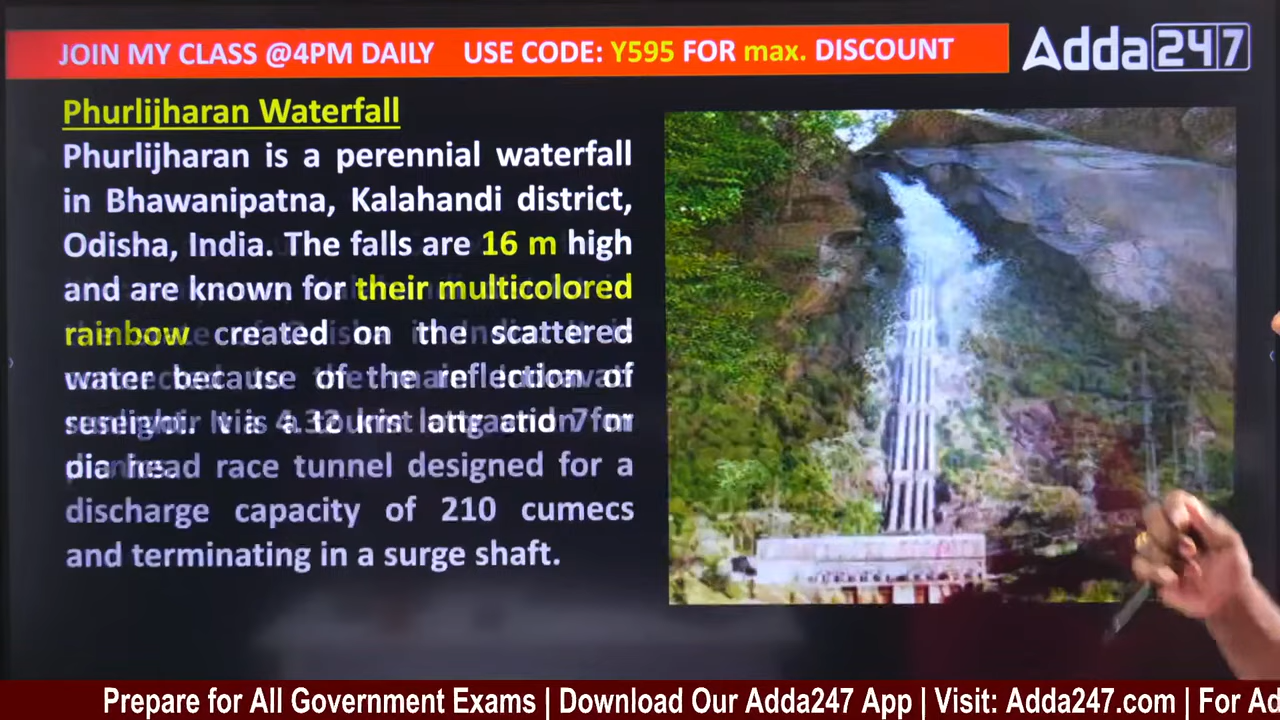 JOIN MY CLASS @4PM DAILY USE CODE: Y595 FOR max. DISCOUNT
Adda247
Phurlijharan Waterfall
Phurlijharan is a perennial waterfall
in Bhawanipatna, Kalahandi district,
Odisha, India. The falls are 16 m high
and are known for their multicolored
rainbow created on the scattered
water because of the reflection of
head race tunnel designed for a
discharge capacity of 210 cumecs
and terminating in a surge shaft.
Prepare for All Government Exams | Download Our Adda247 App | Visit: Adda247.com | For Ad